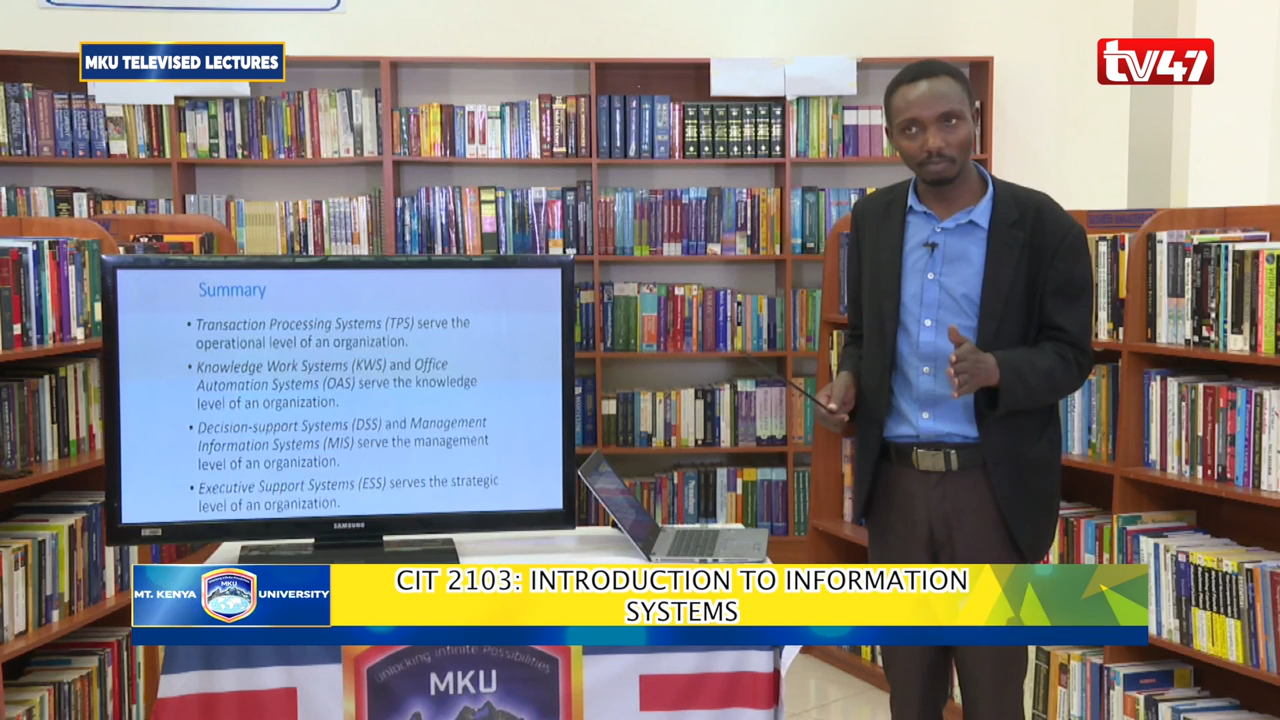 MKU TELEVISED LECTURES
tv47
Summary
• Transaction Processing Systems (TPS) serve the
operational level of an organization.
• Knowledge Work Systems (KWS) and Office
Automation Systems (OAS) serve the knowledge
level of an organization.
• Decision-support Systems (DSS) and Management
Information Systems (MIS) serve the management
level of an organization.
• Executive Support Systems (ESS) serves the strategic
level of an organization.
SAMSUNG
MT. KENYA
MKU
UNIVERSITY
CIT 2103: INTRODUCTION TO INFORMATION
SYSTEMS
Unlocking Infinite Possibilities
MKU